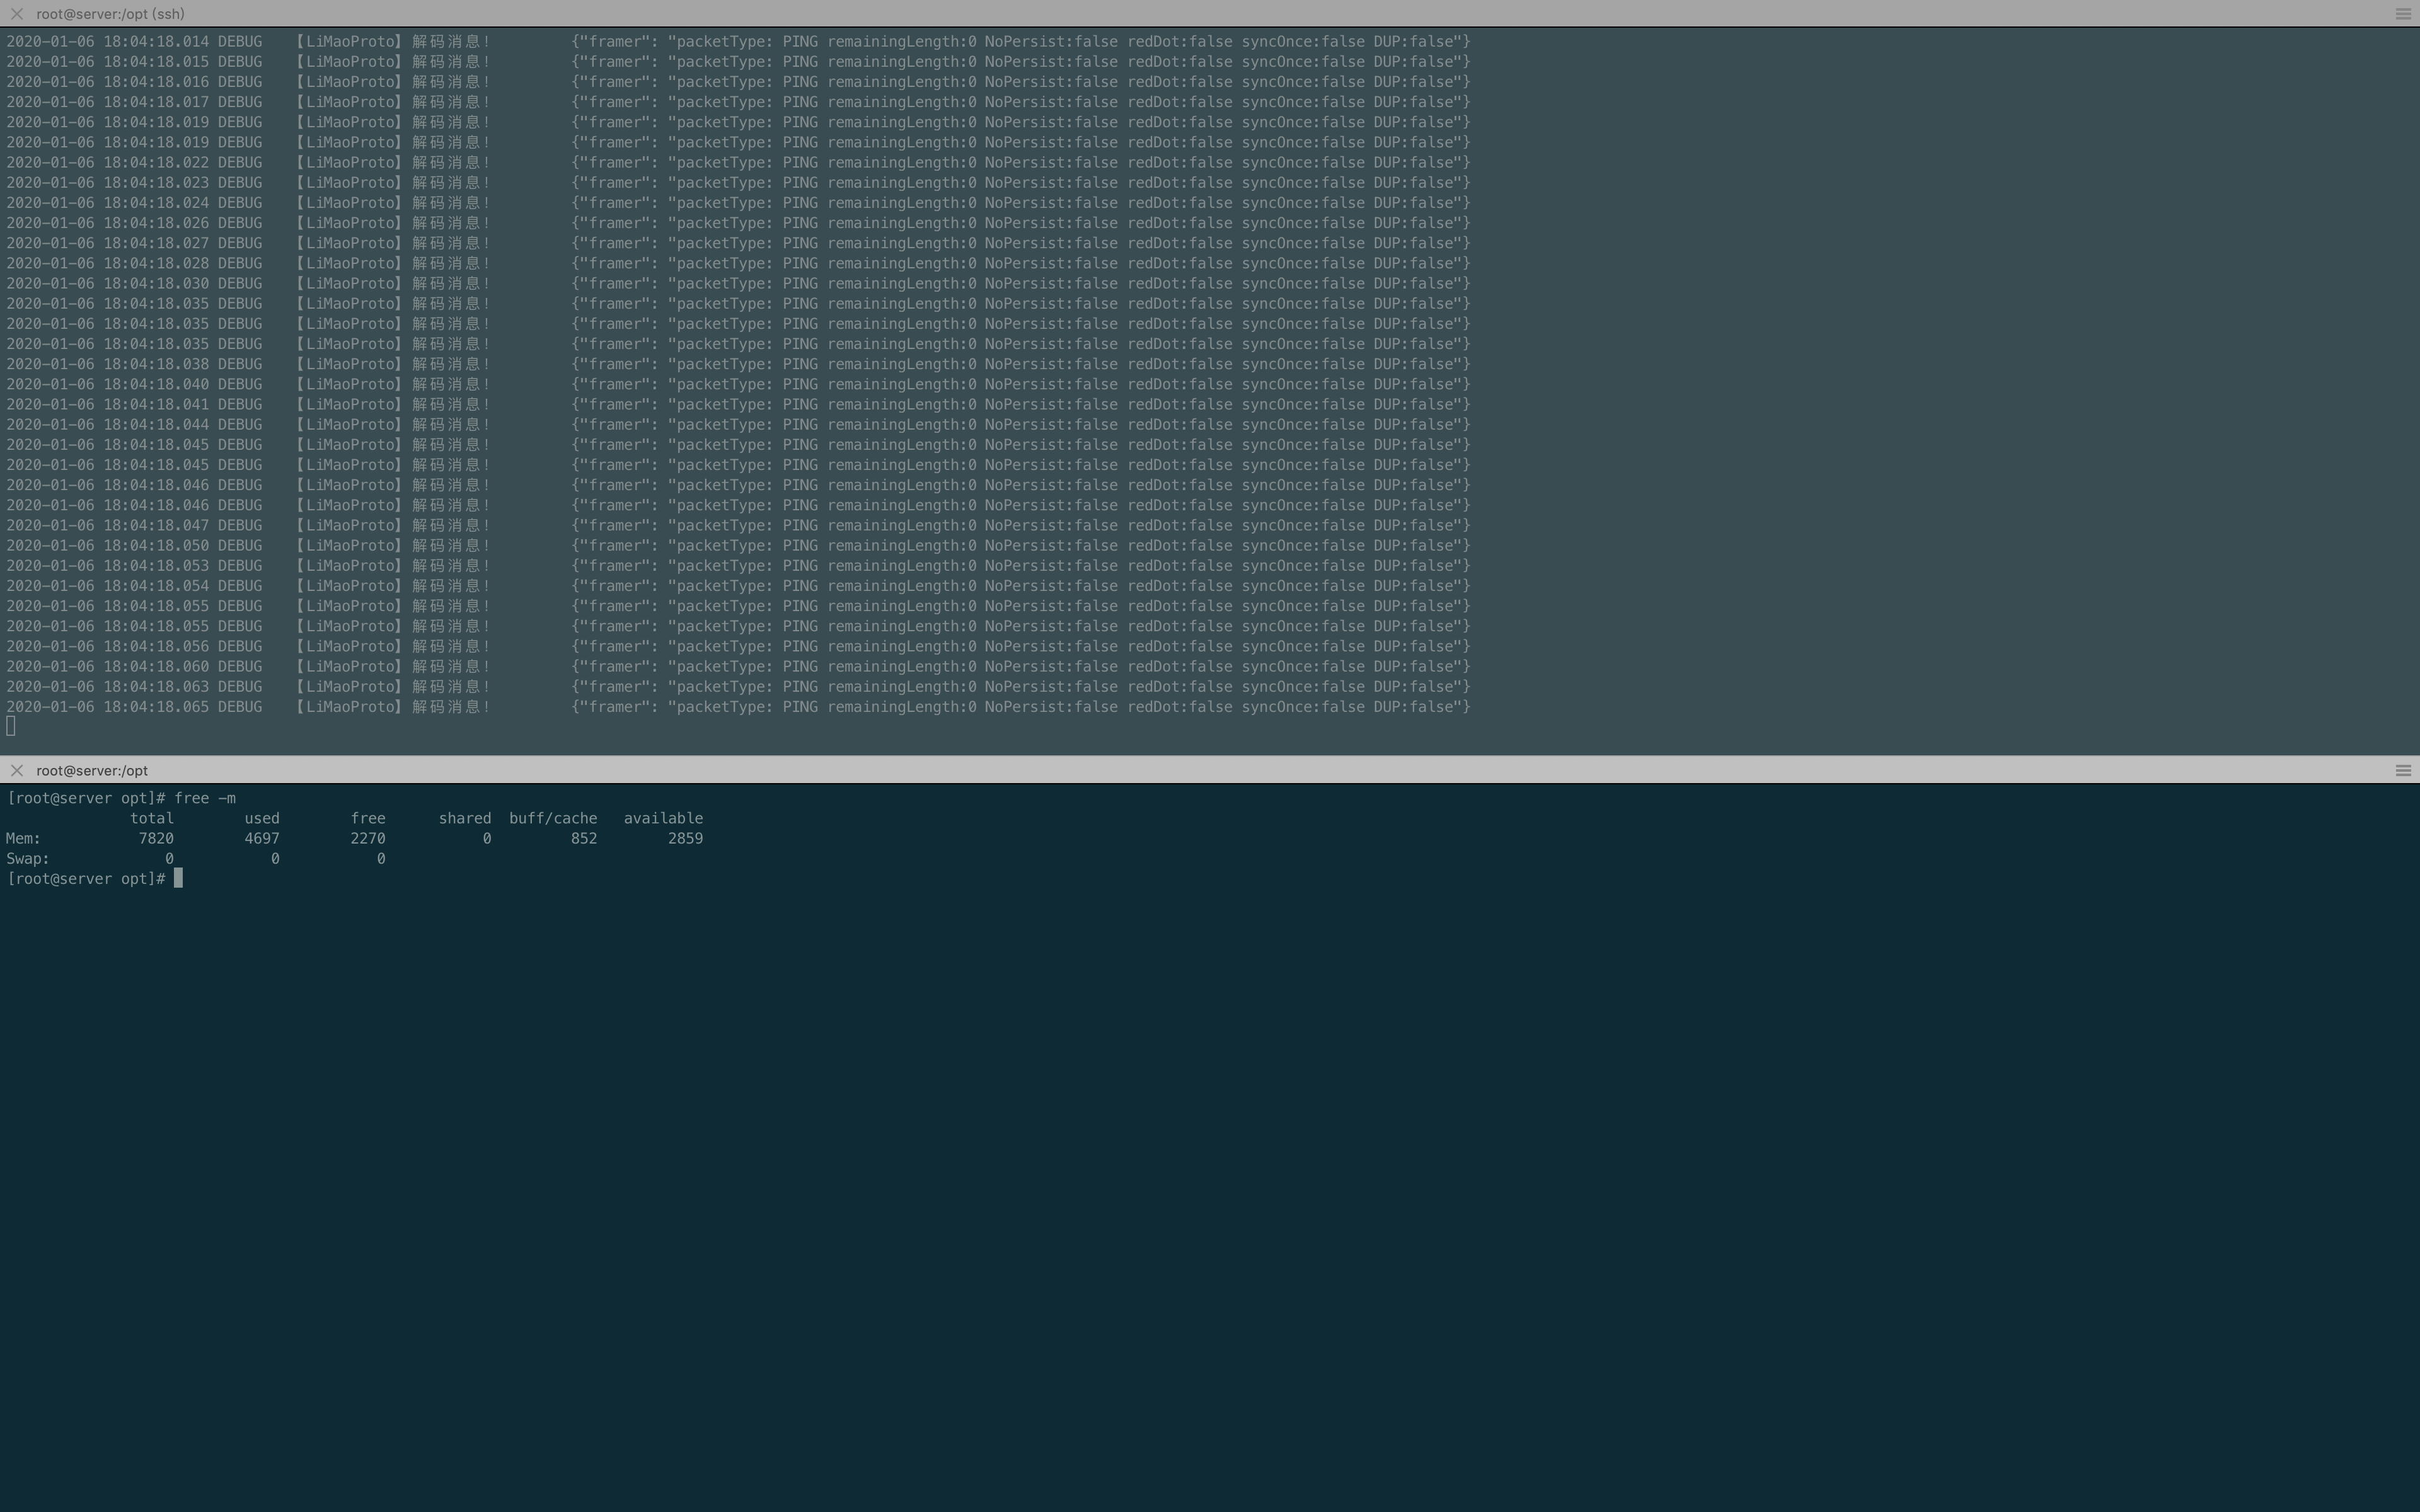 root@server:/opt (ssh)
2020-01-06 18:04:18.014 DEBUG 【LiMaoProto】解码消息! {"framer": "packetType: PING remainingLength:0 NoPersist:false redDot:false syncOnce:false DUP:false"}
2020-01-06 18:04:18.015 DEBUG 【LiMaoProto】解码消息! {"framer": "packetType: PING remainingLength:0 NoPersist:false redDot:false syncOnce:false DUP:false"}
2020-01-06 18:04:18.016 DEBUG 【LiMaoProto】解码消息! {"framer": "packetType: PING remainingLength:0 NoPersist:false redDot:false syncOnce:false DUP:false"}
2020-01-06 18:04:18.017 DEBUG 【LiMaoProto】解码消息! {"framer": "packetType: PING remainingLength:0 NoPersist:false redDot:false syncOnce:false DUP:false"}
2020-01-06 18:04:18.019 DEBUG 【LiMaoProto】解码消息! {"framer": "packetType: PING remainingLength:0 NoPersist:false redDot:false syncOnce:false DUP:false"}
2020-01-06 18:04:18.019 DEBUG 【LiMaoProto】解码消息! {"framer": "packetType: PING remainingLength:0 NoPersist:false redDot:false syncOnce:false DUP:false"}
2020-01-06 18:04:18.022 DEBUG 【LiMaoProto】解码消息! {"framer": "packetType: PING remainingLength:0 NoPersist:false redDot:false syncOnce:false DUP:false"}
2020-01-06 18:04:18.023 DEBUG 【LiMaoProto】解码消息! {"framer": "packetType: PING remainingLength:0 NoPersist:false redDot:false syncOnce:false DUP:false"}
2020-01-06 18:04:18.024 DEBUG 【LiMaoProto】解码消息! {"framer": "packetType: PING remainingLength:0 NoPersist:false redDot:false syncOnce:false DUP:false"}
2020-01-06 18:04:18.026 DEBUG 【LiMaoProto】解码消息! {"framer": "packetType: PING remainingLength:0 NoPersist:false redDot:false syncOnce:false DUP:false"}
2020-01-06 18:04:18.027 DEBUG 【LiMaoProto】解码消息! {"framer": "packetType: PING remainingLength:0 NoPersist:false redDot:false syncOnce:false DUP:false"}
2020-01-06 18:04:18.028 DEBUG 【LiMaoProto】解码消息! {"framer": "packetType: PING remainingLength:0 NoPersist:false redDot:false syncOnce:false DUP:false"}
2020-01-06 18:04:18.030 DEBUG 【LiMaoProto】解码消息! {"framer": "packetType: PING remainingLength:0 NoPersist:false redDot:false syncOnce:false DUP:false"}
2020-01-06 18:04:18.035 DEBUG 【LiMaoProto】解码消息! {"framer": "packetType: PING remainingLength:0 NoPersist:false redDot:false syncOnce:false DUP:false"}
2020-01-06 18:04:18.035 DEBUG 【LiMaoProto】解码消息! {"framer": "packetType: PING remainingLength:0 NoPersist:false redDot:false syncOnce:false DUP:false"}
2020-01-06 18:04:18.035 DEBUG 【LiMaoProto】解码消息! {"framer": "packetType: PING remainingLength:0 NoPersist:false redDot:false syncOnce:false DUP:false"}
2020-01-06 18:04:18.038 DEBUG 【LiMaoProto】解码消息! {"framer": "packetType: PING remainingLength:0 NoPersist:false redDot:false syncOnce:false DUP:false"}
2020-01-06 18:04:18.040 DEBUG 【LiMaoProto】解码消息! {"framer": "packetType: PING remainingLength:0 NoPersist:false redDot:false syncOnce:false DUP:false"}
2020-01-06 18:04:18.041 DEBUG 【LiMaoProto】解码消息! {"framer": "packetType: PING remainingLength:0 NoPersist:false redDot:false syncOnce:false DUP:false"}
2020-01-06 18:04:18.044 DEBUG 【LiMaoProto】解码消息! {"framer": "packetType: PING remainingLength:0 NoPersist:false redDot:false syncOnce:false DUP:false"}
2020-01-06 18:04:18.045 DEBUG 【LiMaoProto】解码消息! {"framer": "packetType: PING remainingLength:0 NoPersist:false redDot:false syncOnce:false DUP:false"}
2020-01-06 18:04:18.045 DEBUG 【LiMaoProto】解码消息! {"framer": "packetType: PING remainingLength:0 NoPersist:false redDot:false syncOnce:false DUP:false"}
2020-01-06 18:04:18.046 DEBUG 【LiMaoProto】解码消息! {"framer": "packetType: PING remainingLength:0 NoPersist:false redDot:false syncOnce:false DUP:false"}
2020-01-06 18:04:18.046 DEBUG 【LiMaoProto】解码消息! {"framer": "packetType: PING remainingLength:0 NoPersist:false redDot:false syncOnce:false DUP:false"}
2020-01-06 18:04:18.047 DEBUG 【LiMaoProto】解码消息! {"framer": "packetType: PING remainingLength:0 NoPersist:false redDot:false syncOnce:false DUP:false"}
2020-01-06 18:04:18.050 DEBUG 【LiMaoProto】解码消息! {"framer": "packetType: PING remainingLength:0 NoPersist:false redDot:false syncOnce:false DUP:false"}
2020-01-06 18:04:18.053 DEBUG 【LiMaoProto】解码消息! {"framer": "packetType: PING remainingLength:0 NoPersist:false redDot:false syncOnce:false DUP:false"}
2020-01-06 18:04:18.054 DEBUG 【LiMaoProto】解码消息! {"framer": "packetType: PING remainingLength:0 NoPersist:false redDot:false syncOnce:false DUP:false"}
2020-01-06 18:04:18.055 DEBUG 【LiMaoProto】解码消息! {"framer": "packetType: PING remainingLength:0 NoPersist:false redDot:false syncOnce:false DUP:false"}
2020-01-06 18:04:18.055 DEBUG 【LiMaoProto】解码消息! {"framer": "packetType: PING remainingLength:0 NoPersist:false redDot:false syncOnce:false DUP:false"}
2020-01-06 18:04:18.056 DEBUG 【LiMaoProto】解码消息! {"framer": "packetType: PING remainingLength:0 NoPersist:false redDot:false syncOnce:false DUP:false"}
2020-01-06 18:04:18.060 DEBUG 【LiMaoProto】解码消息! {"framer": "packetType: PING remainingLength:0 NoPersist:false redDot:false syncOnce:false DUP:false"}
2020-01-06 18:04:18.063 DEBUG 【LiMaoProto】解码消息! {"framer": "packetType: PING remainingLength:0 NoPersist:false redDot:false syncOnce:false DUP:false"}
2020-01-06 18:04:18.065 DEBUG 【LiMaoProto】解码消息! {"framer": "packetType: PING remainingLength:0 NoPersist:false redDot:false syncOnce:false DUP:false"}
root@server:/opt
[root@server opt]# free -m
total used free shared buff/cache available
Mem: 7820 4697 2270 0 852 2859
Swap: 0 0 0
[root@server opt]#